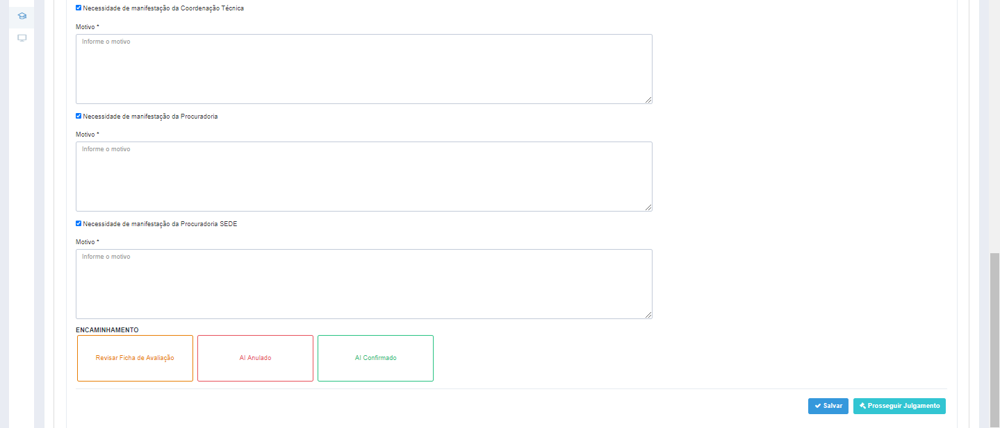 Necessidade de manifestação da Coordenação Técnica
Motivo *
Informe o motivo
Necessidade de manifestação da Procuradoria
Motivo *
Informe o motivo
Necessidade de manifestação da Procuradoria SEDE
Motivo *
Informe o motivo
ENCAMINHAMENTO
Revisar Ficha de Avaliação
AI Anulado
AI Confirmado
Salvar
Prosseguir Julgamento